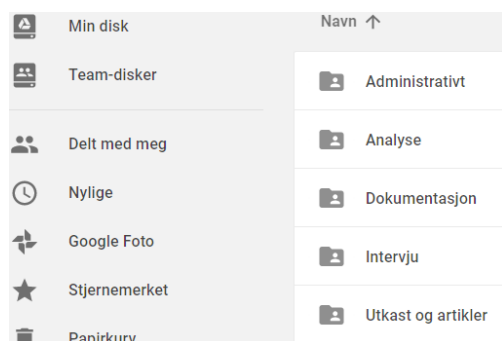 Min disk
Team-disker
Delt med meg
Nylige
Google Foto
Stjernemerket
Papirkurv
Navn ↑
Administrativt
Analyse
Dokumentasjon
Intervju
Utkast og artikler